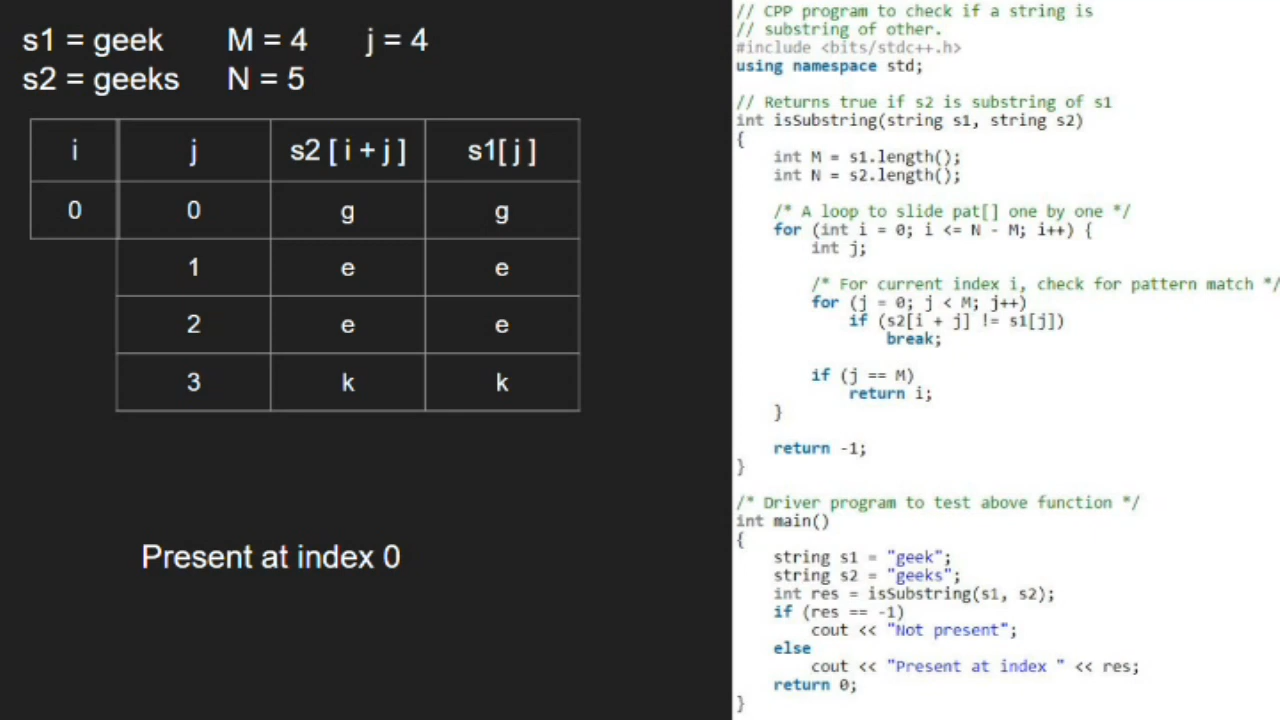 s1 = geek M = 4 j = 4
s2 = geeks N = 5
i j s2 [ i + j ] s1[ j ]
0 0 g g
1 e e
2 e e
3 k k
Present at index 0
// CPP program to check if a string is
// substring of other.
#include <bits/stdc++.h>
using namespace std;

// Returns true if s2 is substring of s1
int isSubstring(string s1, string s2)
{
    int M = s1.length();
    int N = s2.length();

    /* A loop to slide pat[] one by one */
    for (int i = 0; i <= N - M; i++) {
        int j;

        /* For current index i, check for pattern match */
        for (j = 0; j < M; j++)
            if (s2[i + j] != s1[j])
                break;

        if (j == M)
            return i;
    }

    return -1;
}

/* Driver program to test above function */
int main()
{
    string s1 = "geek";
    string s2 = "geeks";
    int res = isSubstring(s1, s2);
    if (res == -1)
        cout << "Not present";
    else
        cout << "Present at index " << res;
    return 0;
}